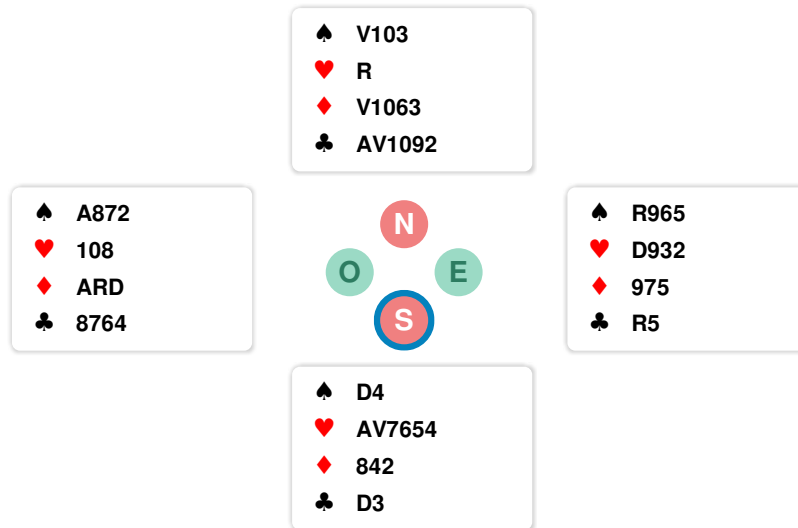 ♠ V103
♥ R
♦ V1063
♣ AV1092
♠ A872
♥ 108
♦ ARD
♣ 8764
N
O E
S
♠ R965
♥ D932
♦ 975
♣ R5
♠ D4
♥ AV7654
♦ 842
♣ D3